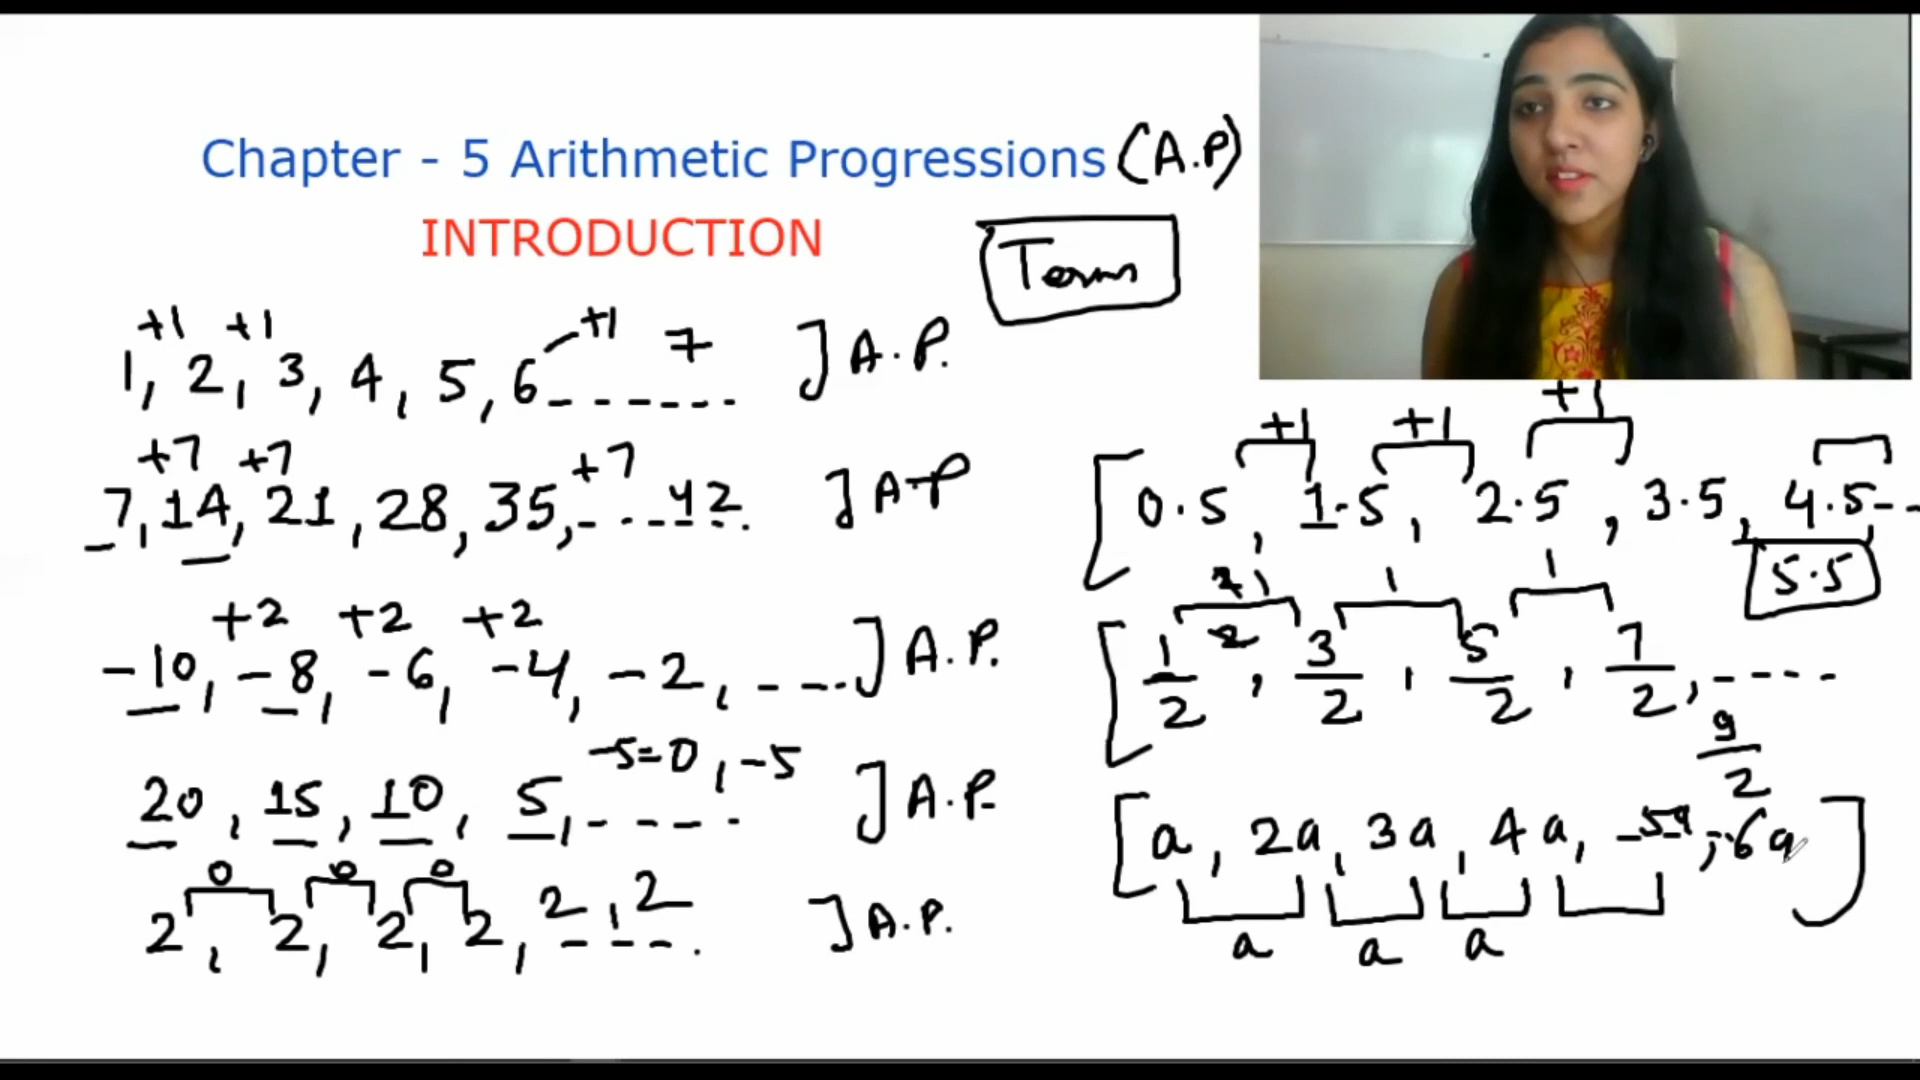 Chapter - 5 Arithmetic Progressions (A.P)
INTRODUCTION
Terms
+1 +1 +1
1, 2, 3, 4, 5, 6 ------ 7 ] A.P.
+7 +7 +7
7, 14, 21, 28, 35, ------ 42 ] A.P
+2 +2 +2
-10, -8, -6, -4, -2, ---- ] A.P.
-5=0, -5
20, 15, 10, 5, ----- ] A.P.
0 0 0
2, 2, 2, 2, 2, 2 ----. ] A.P.
+1 +1 +1
[ 0.5, 1.5, 2.5, 3.5, 4.5---
5.5
1 1 1
[ 1/2, 3/2, 5/2, 7/2, ----
9/2
[ a, 2a, 3a, 4a, -5a-, --6a ]
a a a